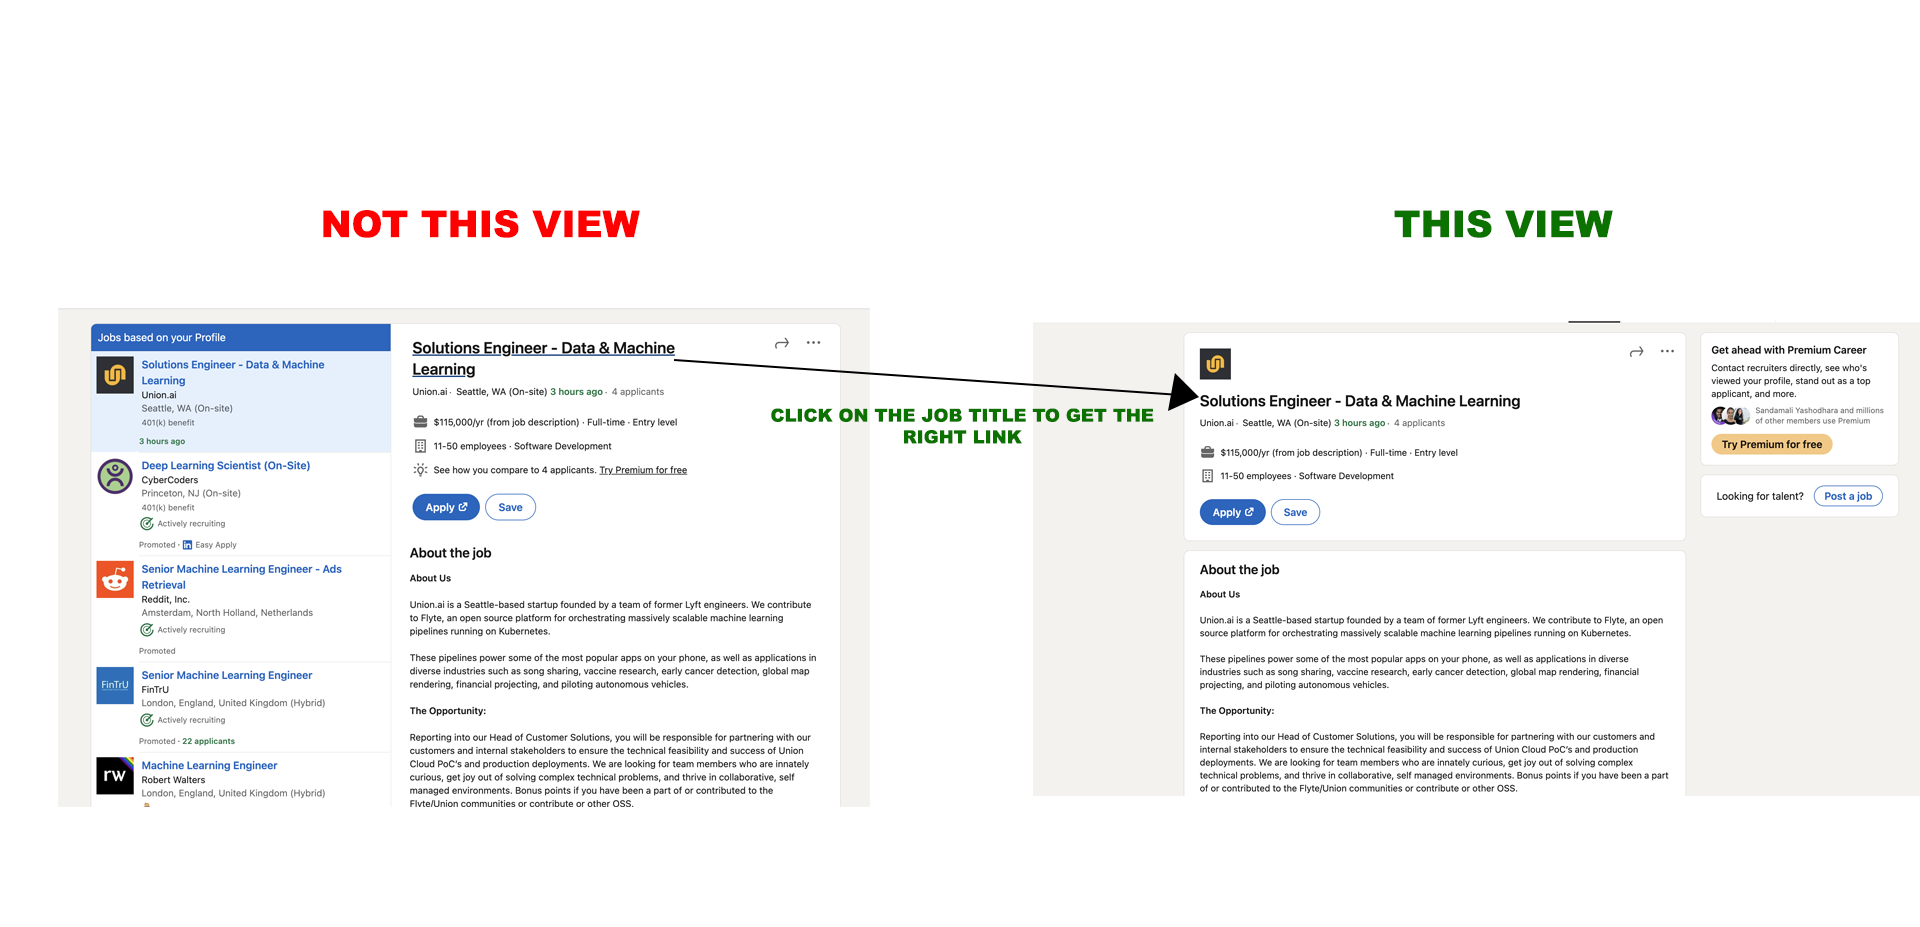 NOT THIS VIEW
THIS VIEW
Jobs based on your Profile
Solutions Engineer - Data & Machine
Learning
Union.ai
Seattle, WA (On-site)
401(k) benefit
3 hours ago
Deep Learning Scientist (On-Site)
CyberCoders
Princeton, NJ (On-site)
401(k) benefit
Actively recruiting
Promoted · in Easy Apply
Senior Machine Learning Engineer - Ads
Retrieval
Reddit, Inc.
Amsterdam, North Holland, Netherlands
Actively recruiting
Promoted
FinTrU
Senior Machine Learning Engineer
FinTrU
London, England, United Kingdom (Hybrid)
Actively recruiting
Promoted · 22 applicants
rw
Machine Learning Engineer
Robert Walters
London, England, United Kingdom (Hybrid)
Solutions Engineer - Data & Machine
Learning
Union.ai · Seattle, WA (On-site) 3 hours ago · 4 applicants
$115,000/yr (from job description) · Full-time · Entry level
11-50 employees · Software Development
See how you compare to 4 applicants. Try Premium for free
Apply
Save
About the job
About Us
Union.ai is a Seattle-based startup founded by a team of former Lyft engineers. We contribute
to Flyte, an open source platform for orchestrating massively scalable machine learning
pipelines running on Kubernetes.
These pipelines power some of the most popular apps on your phone, as well as applications in
diverse industries such as song sharing, vaccine research, early cancer detection, global map
rendering, financial projecting, and piloting autonomous vehicles.
The Opportunity:
Reporting into our Head of Customer Solutions, you will be responsible for partnering with our
customers and internal stakeholders to ensure the technical feasibility and success of Union
Cloud PoC's and production deployments. We are looking for team members who are innately
curious, get joy out of solving complex technical problems, and thrive in collaborative, self
managed environments. Bonus points if you have been a part of or contributed to the
Flyte/Union communities or contribute or other OSS.
CLICK ON THE JOB TITLE TO GET THE
RIGHT LINK
Solutions Engineer - Data & Machine Learning
Union.ai · Seattle, WA (On-site) 3 hours ago · 4 applicants
$115,000/yr (from job description) · Full-time · Entry level
11-50 employees · Software Development
Apply
Save
About the job
About Us
Union.ai is a Seattle-based startup founded by a team of former Lyft engineers. We contribute to Flyte, an open
source platform for orchestrating massively scalable machine learning pipelines running on Kubernetes.
These pipelines power some of the most popular apps on your phone, as well as applications in diverse
industries such as song sharing, vaccine research, early cancer detection, global map rendering, financial
projecting, and piloting autonomous vehicles.
The Opportunity:
Reporting into our Head of Customer Solutions, you will be responsible for partnering with our customers and
internal stakeholders to ensure the technical feasibility and success of Union Cloud PoC's and production
deployments. We are looking for team members who are innately curious, get joy out of solving complex
technical problems, and thrive in collaborative, self managed environments. Bonus points if you have been a part
of or contributed to the Flyte/Union communities or contribute or other OSS.
Get ahead with Premium Career
Contact recruiters directly, see who's
viewed your profile, stand out as a top
applicant, and more.
Sandamali Yashodhara and millions
of other members use Premium
Try Premium for free
Looking for talent?
Post a job